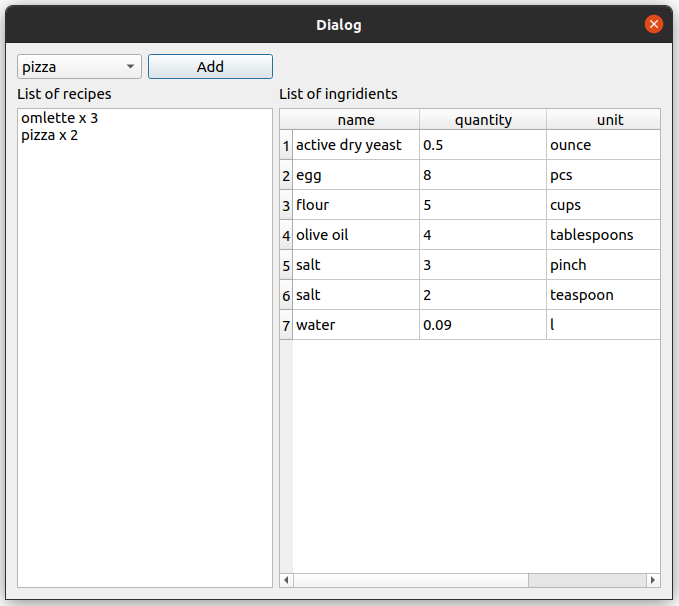 Dialog
pizza Add
List of recipes List of ingridients
omlette x 3
pizza x 2
name quantity unit
1 active dry yeast 0.5 ounce
2 egg 8 pcs
3 flour 5 cups
4 olive oil 4 tablespoons
5 salt 3 pinch
6 salt 2 teaspoon
7 water 0.09 l